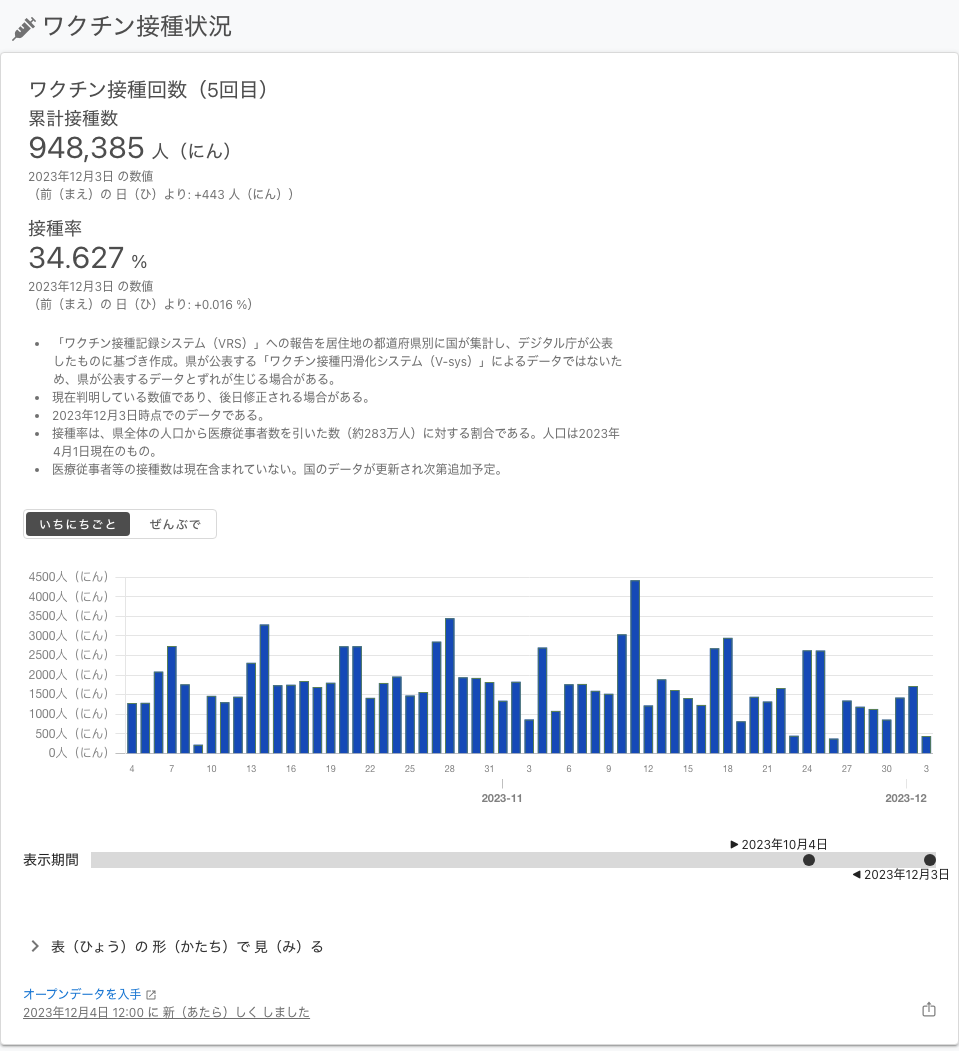 ワクチン接種状況
ワクチン接種回数（5回目）
累計接種数
948,385 人（にん）
2023年12月3日 の数値
（前（まえ）の 日（ひ）より: +443 人（にん））
接種率
34.627 %
2023年12月3日 の数値
（前（まえ）の 日（ひ）より: +0.016 %）
• 「ワクチン接種記録システム（VRS）」への報告を居住地の都道府県別に国が集計し、デジタル庁が公表
したものに基づき作成。県が公表する「ワクチン接種円滑化システム（V-sys）」によるデータではないた
め、県が公表するデータとずれが生じる場合がある。
• 現在判明している数値であり、後日修正される場合がある。
• 2023年12月3日時点でのデータである。
• 接種率は、県全体の人口から医療従事者数を引いた数（約283万人）に対する割合である。人口は2023年
4月1日現在のもの。
• 医療従事者等の接種数は現在含まれていない。国のデータが更新され次第追加予定。
いちにちごと ぜんぶで
4500人（にん）
4000人（にん）
3500人（にん）
3000人（にん）
2500人（にん）
2000人（にん）
1500人（にん）
1000人（にん）
500人（にん）
0人（にん）
4 7 10 13 16 19 22 25 28 31 3 6 9 12 15 18 21 24 27 30 3
2023-11 2023-12
▶ 2023年10月4日
表示期間
◀ 2023年12月3日
表（ひょう）の 形（かたち）で 見（み）る
オープンデータを入手
2023年12月4日 12:00 に 新（あたら）しく しました